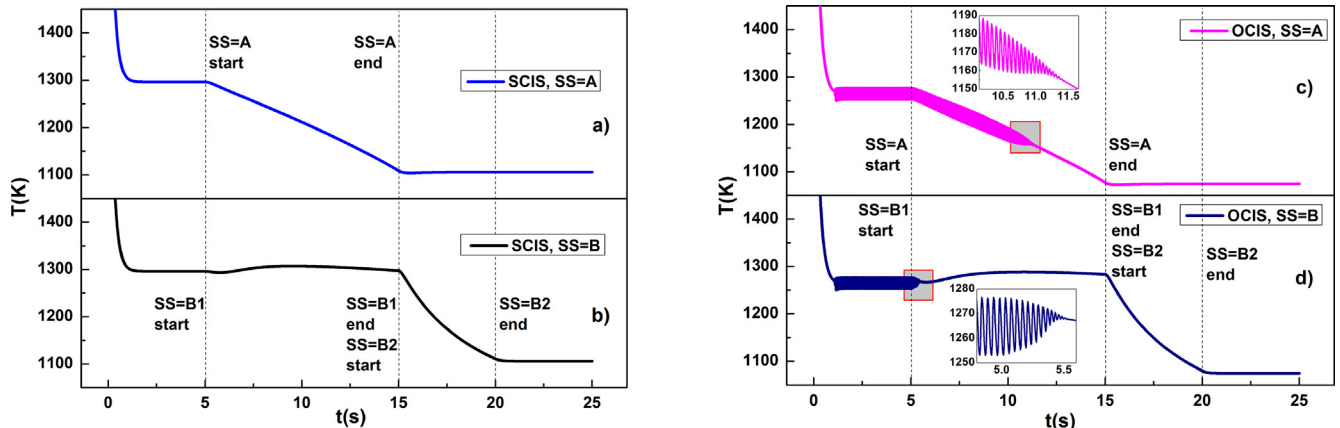 a)
1400
1300
1200
1100
SS=A
start
SS=A
end
SCIS, SS=A
a)
T(K)
1400
1300
1200
1100
SCIS, SS=B
SS=B1
start
SS=B1
end
SS=B2
start
SS=B2
end
b)
0 5 10 15 20 25
t(s)
1400
1300
1200
1100
1190
1180
1170
1160
1150
10.5 11.0 11.5
OCIS, SS=A
c)
SS=A
start
SS=A
end
T(K)
1400
1300
1200
1100
SS=B1
start
SS=B1
end
SS=B2
start
OCIS, SS=B
SS=B2
end
1280
1270
1260
1250
5.0 5.5
d)
0 5 10 15 20 25
t(s)